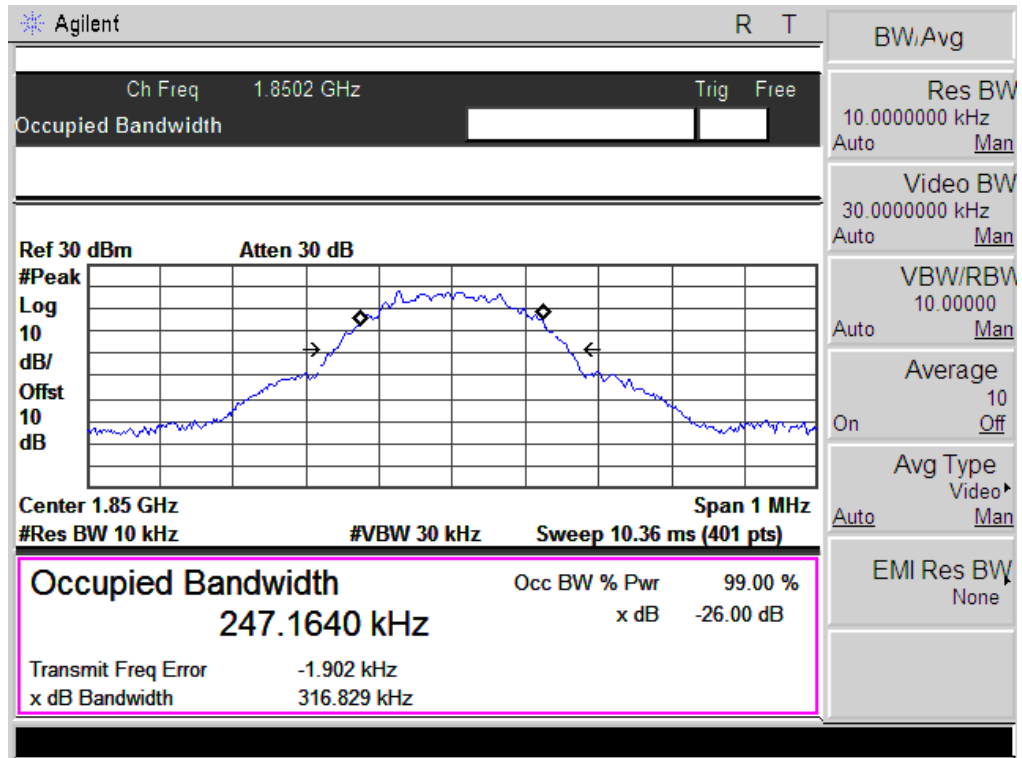 Agilent R T
Ch Freq 1.8502 GHz Trig Free
Occupied Bandwidth
Ref 30 dBm Atten 30 dB
#Peak
Log
10
dB/
Offst
10
dB
Center 1.85 GHz Span 1 MHz
#Res BW 10 kHz #VBW 30 kHz Sweep 10.36 ms (401 pts)
Occupied Bandwidth Occ BW % Pwr 99.00 %
247.1640 kHz x dB -26.00 dB
Transmit Freq Error -1.902 kHz
x dB Bandwidth 316.829 kHz
BW/Avg
Res BW
10.0000000 kHz
Auto Man
Video BW
30.0000000 kHz
Auto Man
VBW/RBW
10.00000
Auto Man
Average
10
On Off
Avg Type
Video
Auto Man
EMI Res BW
None